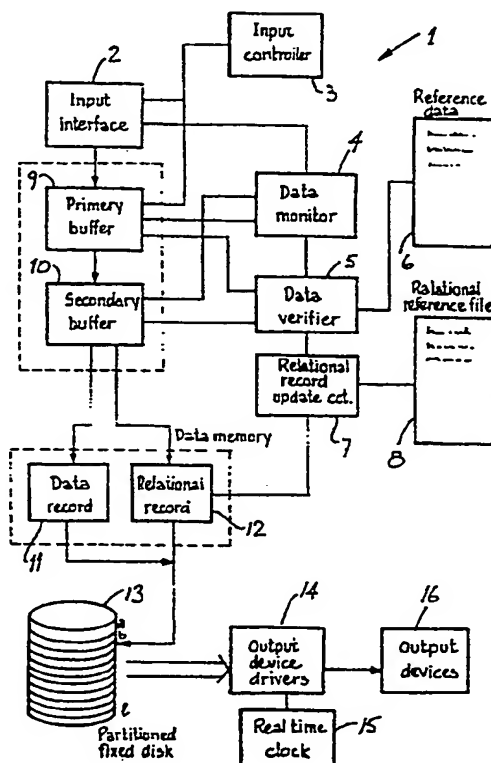 1
Input
controller
3
2
Input
interface
Reference
data
4
Data
monitor
6
9
Primery
buffer
5
Data
verifier
10
Secondary
buffer
Ralational
reference file
8
Relational
record
update cct.
7
Data memory
Data
record
11
Relational
record
12
13
a
b
l
Partitioned
fixed disk
14
Output
device
drivers
16
Output
devices
Real time
clock
15